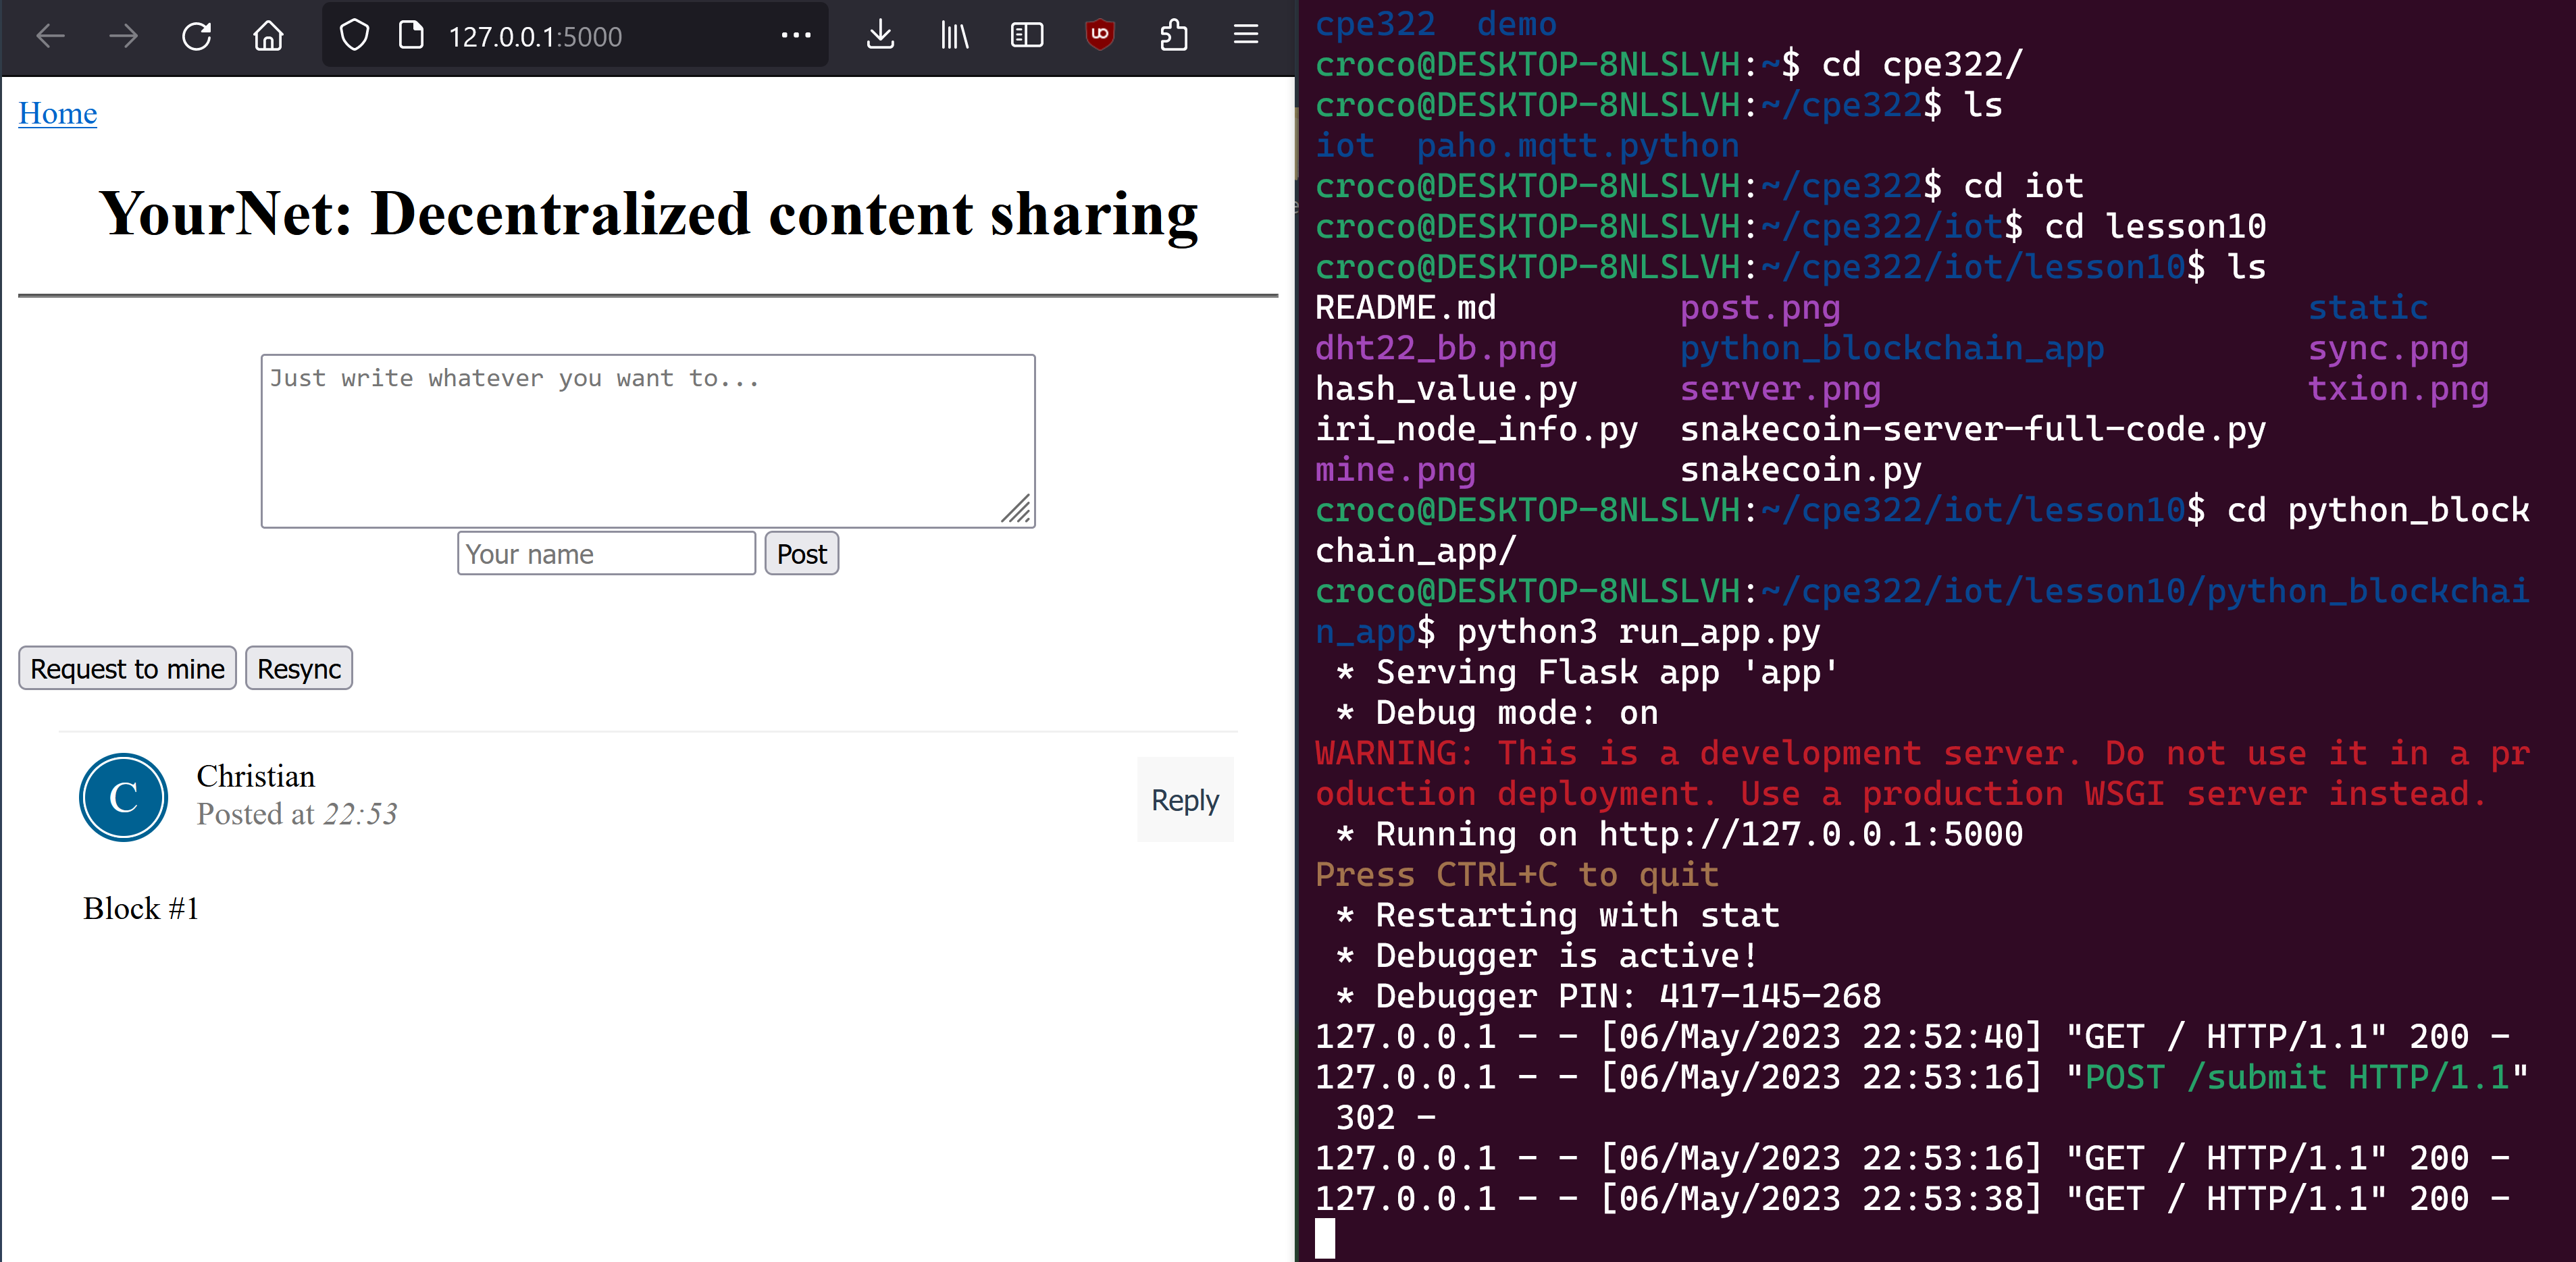 127.0.0.1:5000
Home
YourNet: Decentralized content sharing
Just write whatever you want to...
Your name
Post
Request to mine
Resync
C
Christian
Posted at 22:53
Reply
Block #1
cpe322  demo
croco@DESKTOP-8NLSLVH:~$ cd cpe322/
croco@DESKTOP-8NLSLVH:~/cpe322$ ls
iot  paho.mqtt.python
croco@DESKTOP-8NLSLVH:~/cpe322$ cd iot
croco@DESKTOP-8NLSLVH:~/cpe322/iot$ cd lesson10
croco@DESKTOP-8NLSLVH:~/cpe322/iot/lesson10$ ls
README.md         post.png                       static
dht22_bb.png      python_blockchain_app          sync.png
hash_value.py     server.png                     txion.png
iri_node_info.py  snakecoin-server-full-code.py
mine.png          snakecoin.py
croco@DESKTOP-8NLSLVH:~/cpe322/iot/lesson10$ cd python_block
chain_app/
croco@DESKTOP-8NLSLVH:~/cpe322/iot/lesson10/python_blockchai
n_app$ python3 run_app.py
 * Serving Flask app 'app'
 * Debug mode: on
WARNING: This is a development server. Do not use it in a pr
oduction deployment. Use a production WSGI server instead.
 * Running on http://127.0.0.1:5000
Press CTRL+C to quit
 * Restarting with stat
 * Debugger is active!
 * Debugger PIN: 417-145-268
127.0.0.1 - - [06/May/2023 22:52:40] "GET / HTTP/1.1" 200 -
127.0.0.1 - - [06/May/2023 22:53:16] "POST /submit HTTP/1.1"
 302 -
127.0.0.1 - - [06/May/2023 22:53:16] "GET / HTTP/1.1" 200 -
127.0.0.1 - - [06/May/2023 22:53:38] "GET / HTTP/1.1" 200 -